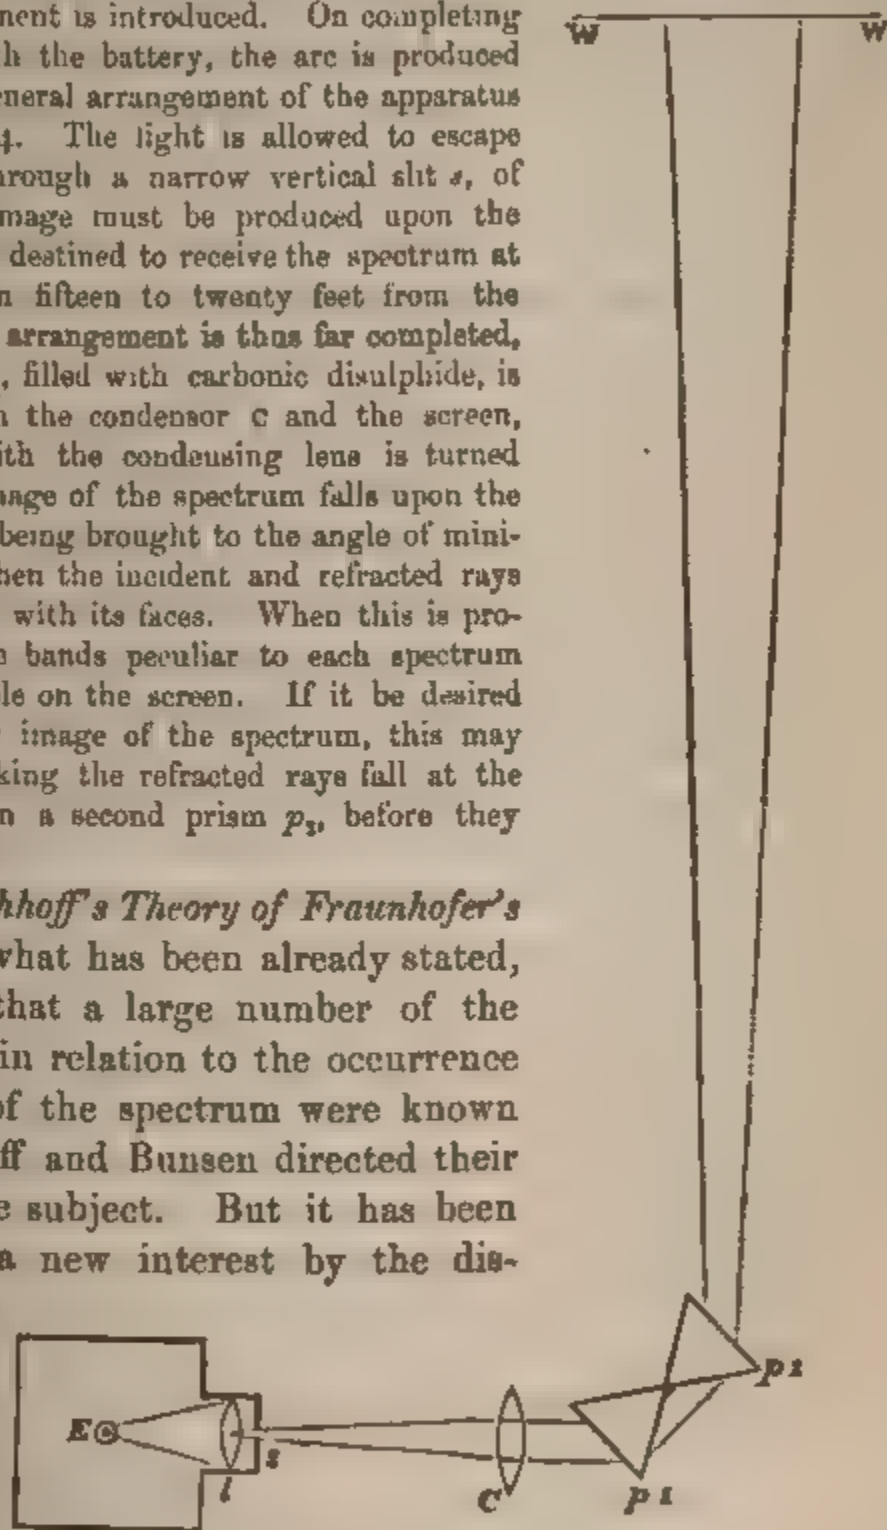 nent is introduced. On completing
h the battery, the arc is produced
eneral arrangement of the apparatus
4. The light is allowed to escape
hrough a narrow vertical slit s, of
mage must be produced upon the
destined to receive the spectrum at
n fifteen to twenty feet from the
arrangement is thus far completed,
, filled with carbonic disulphide, is
n the condensor C and the screen,
ith the condensing lens is turned
nage of the spectrum falls upon the
being brought to the angle of mini-
hen the incident and refracted rays
with its faces. When this is pro-
bands peculiar to each spectrum
le on the screen. If it be desired
image of the spectrum, this may
king the refracted rays fall at the
n a second prism p₂, before they
hhoff's Theory of Fraunhofer's
what has been already stated,
that a large number of the
in relation to the occurrence
of the spectrum were known
ff and Bunsen directed their
e subject. But it has been
a new interest by the dis-
W W
p 2
E
s
l
C
p 1